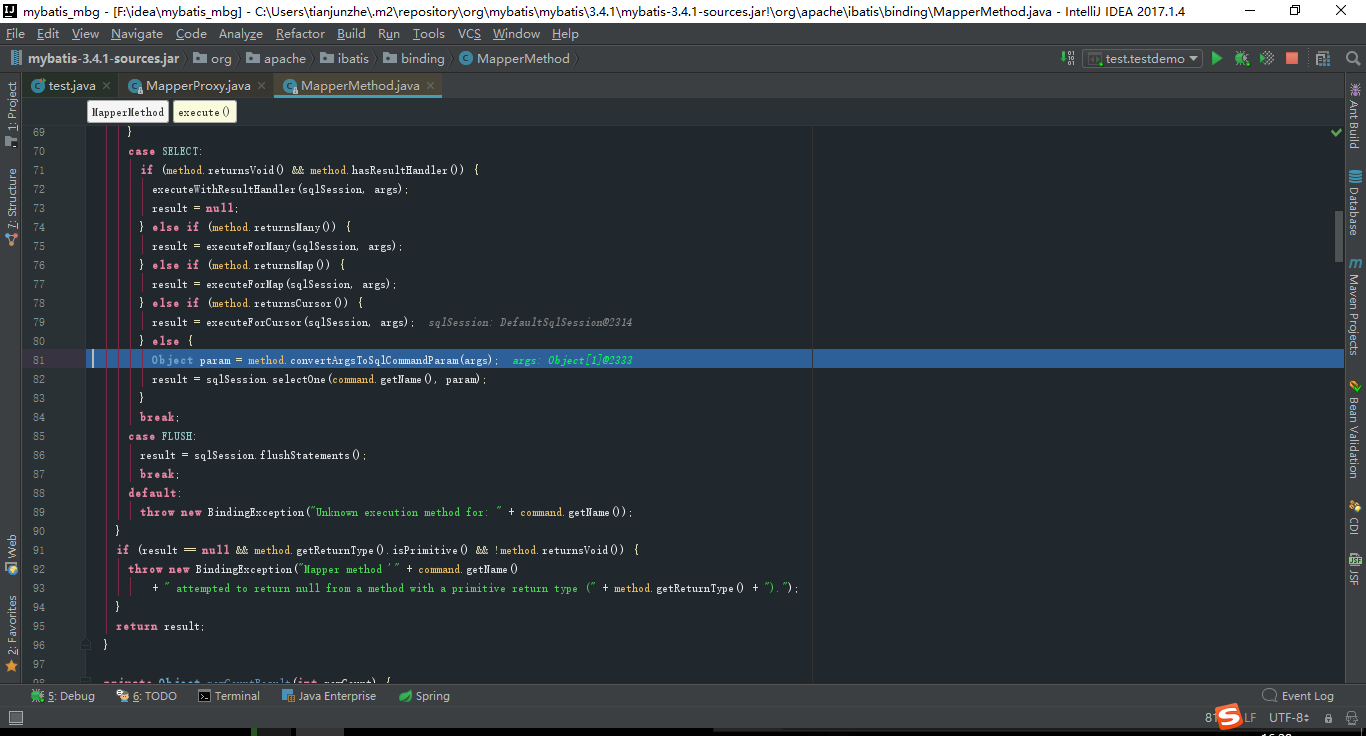 mybatis_mbg - [F:\idea\mybatis_mbg] - C:\Users\tianjunzhe\.m2\repository\org\mybatis\mybatis\3.4.1\mybatis-3.4.1-sources.jar!\org\apache\ibatis\binding\MapperMethod.java - IntelliJ IDEA 2017.1.4
File Edit View Navigate Code Analyze Refactor Build Run Tools VCS Window Help
mybatis-3.4.1-sources.jar org apache ibatis binding MapperMethod test.testdemo
test.java MapperProxy.java MapperMethod.java
MapperMethod execute()
1: Project
7: Structure
Web
2: Favorites
69 }
70 case SELECT:
71 if (method.returnsVoid() && method.hasResultHandler()) {
72 executeWithResultHandler(sqlSession, args);
73 result = null;
74 } else if (method.returnsMany()) {
75 result = executeForMany(sqlSession, args);
76 } else if (method.returnsMap()) {
77 result = executeForMap(sqlSession, args);
78 } else if (method.returnsCursor()) {
79 result = executeForCursor(sqlSession, args); sqlSession: DefaultSqlSession@2314
80 } else {
81 Object param = method.convertArgsToSqlCommandParam(args); args: Object[1]@2333
82 result = sqlSession.selectOne(command.getName(), param);
83 }
84 break;
85 case FLUSH:
86 result = sqlSession.flushStatements();
87 break;
88 default:
89 throw new BindingException("Unknown execution method for: " + command.getName());
90 }
91 if (result == null && method.getReturnType().isPrimitive() && !method.returnsVoid()) {
92 throw new BindingException("Mapper method '" + command.getName()
93 + " attempted to return null from a method with a primitive return type (" + method.getReturnType() + ").");
94 }
95 return result;
96 }
97
Ant Build
Database
Maven Projects
Bean Validation
CDI
JSF
5: Debug 6: TODO Terminal Java Enterprise Spring Event Log
LF UTF-8